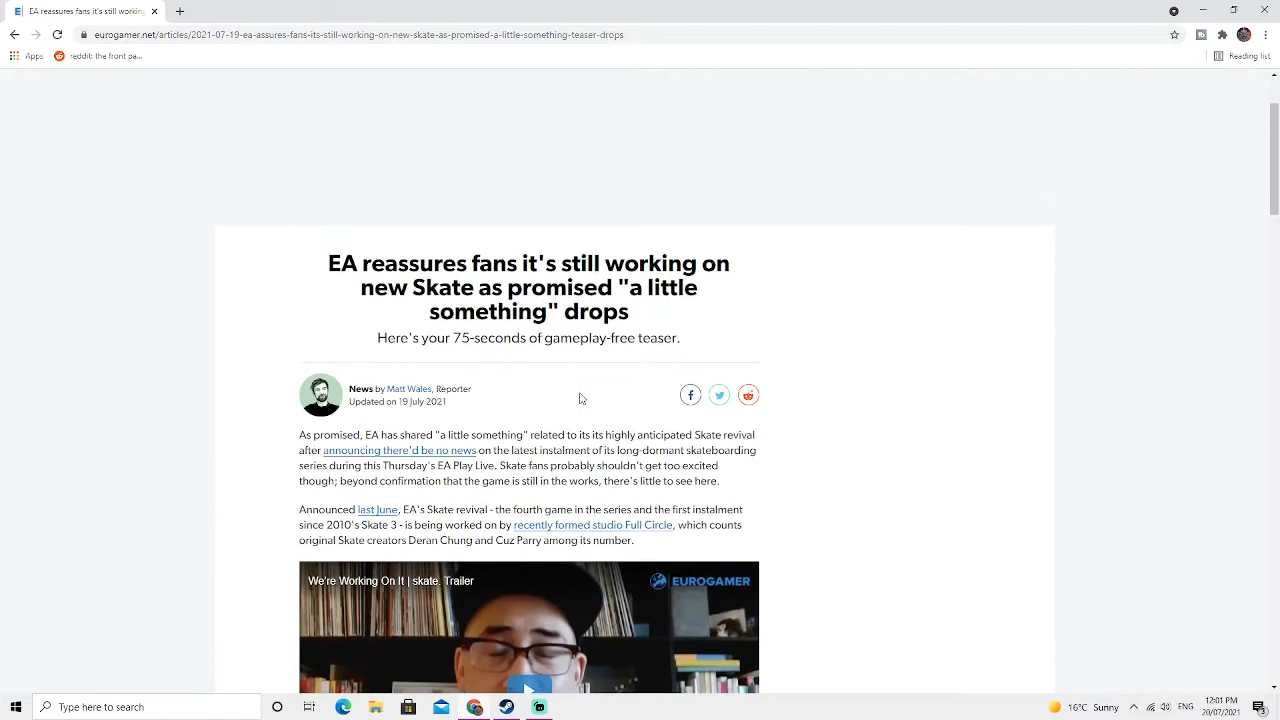 EA reassures fans it's still working
eurogamer.net/articles/2021-07-19-ea-assures-fans-its-still-working-on-new-skate-as-promised-a-little-something-teaser-drops
Apps
reddit: the front pa...
Reading list
EA reassures fans it's still working on
new Skate as promised "a little
something" drops
Here's your 75-seconds of gameplay-free teaser.
News by Matt Wales, Reporter
Updated on 19 July 2021
As promised, EA has shared "a little something" related to its its highly anticipated Skate revival
after announcing there'd be no news on the latest instalment of its long-dormant skateboarding
series during this Thursday's EA Play Live. Skate fans probably shouldn't get too excited
though; beyond confirmation that the game is still in the works, there's little to see here.
Announced last June, EA's Skate revival - the fourth game in the series and the first instalment
since 2010's Skate 3 - is being worked on by recently formed studio Full Circle, which counts
original Skate creators Deran Chung and Cuz Parry among its number.
We're Working On It | skate. Trailer
EUROGAMER
Type here to search
16°C Sunny
ENG
12:01 PM
20/07/2021